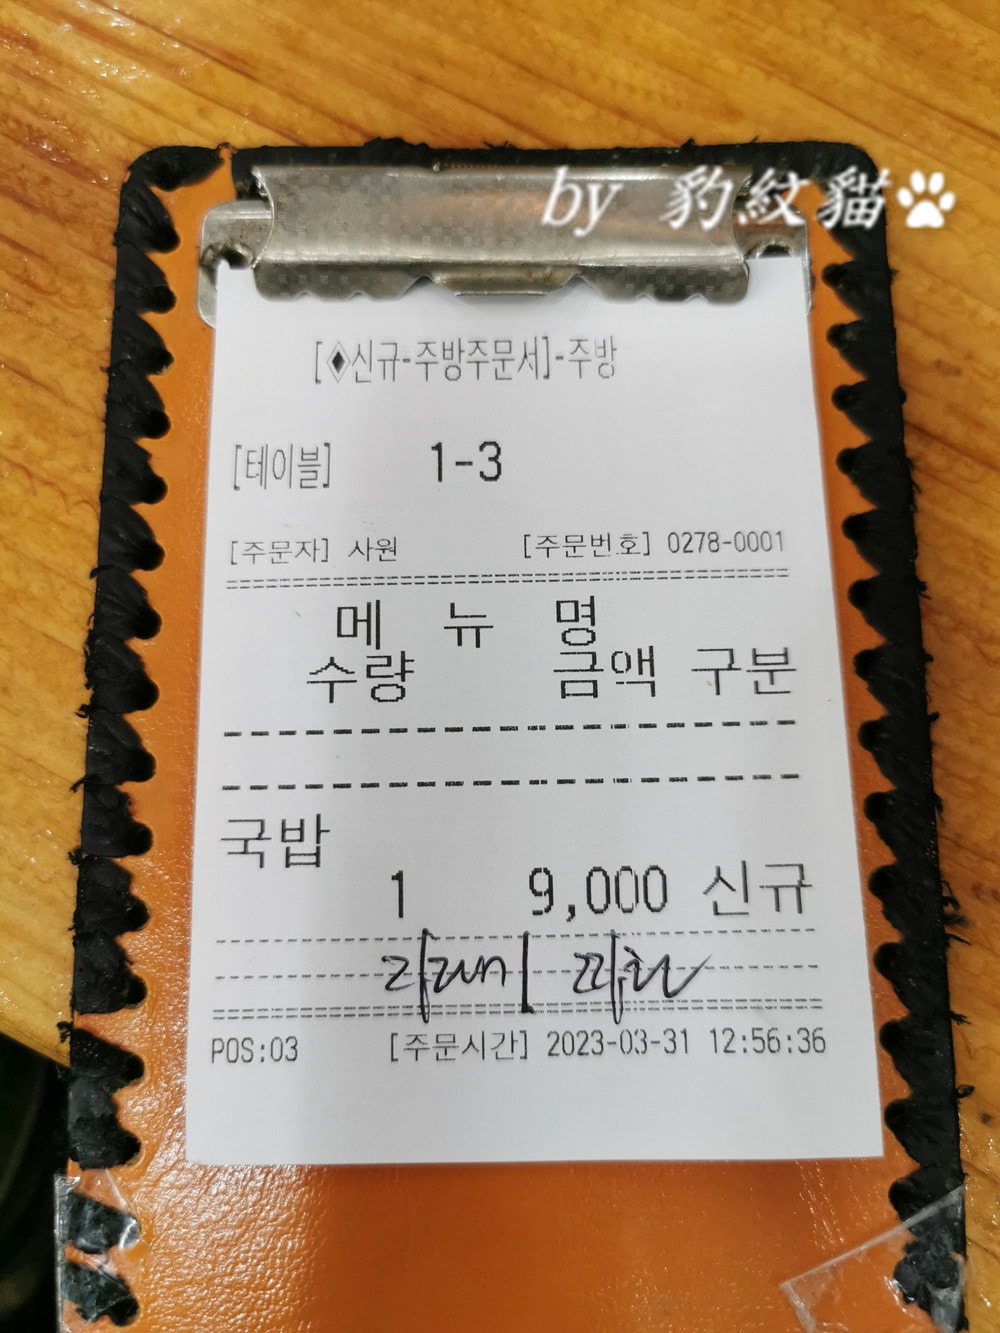 by 豹紋貓
[♦신규-주방주문서]-주방
[테이블] 1-3
[주문자] 사원 [주문번호] 0278-0001
메 뉴 명
수량 금액 구분
국밥
1 9,000 신규
POS:03 [주문시간] 2023-03-31 12:56:36